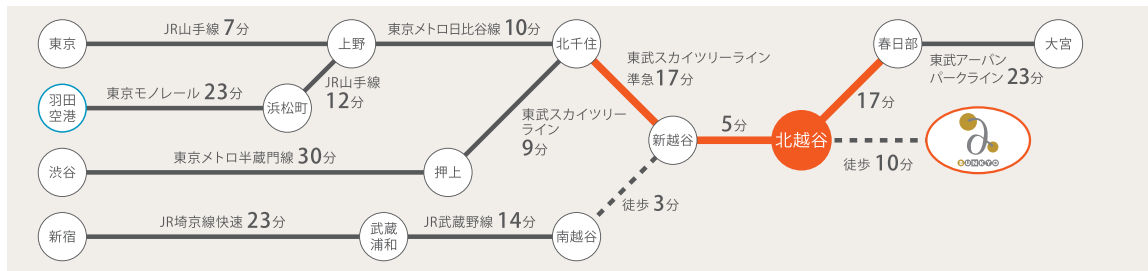 東京
JR山手線 7分
上野
東京メトロ日比谷線 10分
北千住
春日部
大宮
東武スカイツリーライン
準急17分
東武アーバン
パークライン 23分
JR山手線
12分
羽田
空港
東京モノレール 23分
浜松町
17分
東武スカイツリー
ライン
9分
新越谷
5分
北越谷
徒歩 10分
BUNKYO
渋谷
東京メトロ半蔵門線 30分
押上
徒歩 3分
新宿
JR埼京線快速 23分
武蔵
浦和
JR武蔵野線 14分
南越谷